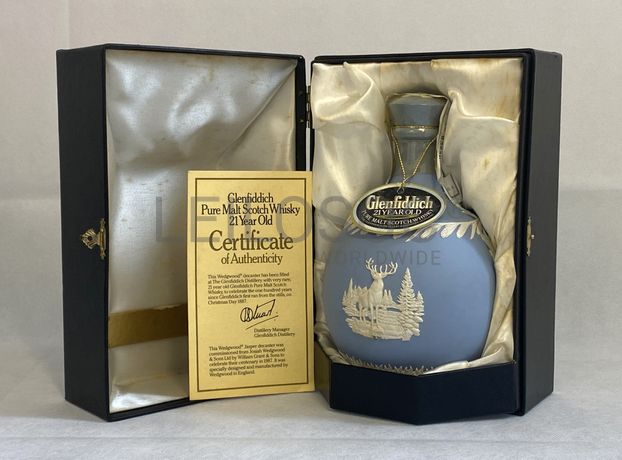 Glenfiddich
Pure Malt Scotch Whisky
21 Year Old
Certificate
of Authenticity
This Wedgwood® decanter has been filled
at The Glenfiddich Distillery with very rare,
21 year old Glenfiddich Pure Malt Scotch
Whisky, to celebrate the one hundred years
since Glenfiddich first ran from the stills, on
Christmas Day 1887.
Distillery Manager
Glenfiddich Distillery
This Wedgwood® Jasper decanter was
commissioned from Josiah Wedgwood
& Sons Ltd by William Grant & Sons to
celebrate their centenary in 1987. It was
specially designed and manufactured by
Wedgwood in England.
Glenfiddich
21 YEAR OLD
PURE MALT SCOTCH WHISKY
WORLDWIDE